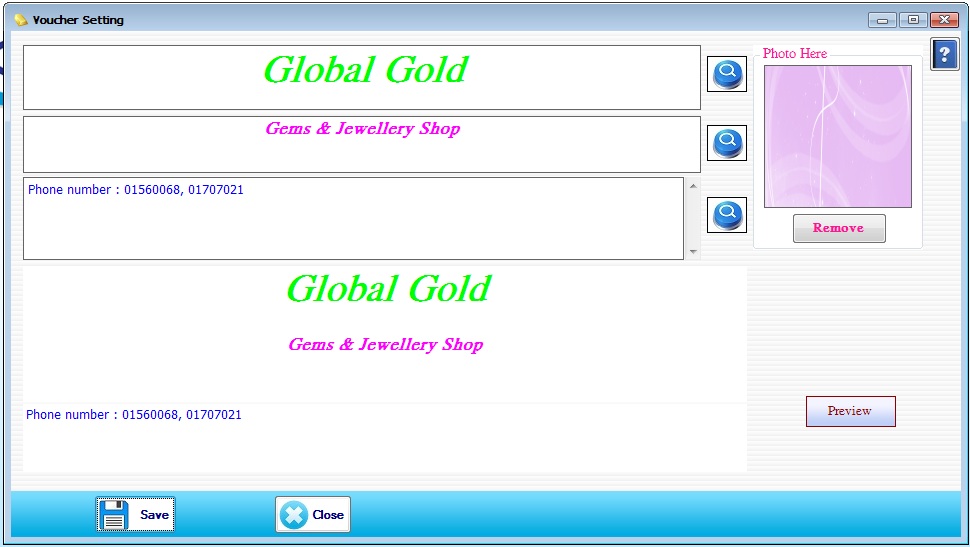 Voucher Setting
Global Gold
Photo Here
?
Gems & Jewellery Shop
Phone number : 01560068, 01707021
Remove
Global Gold
Gems & Jewellery Shop
Phone number : 01560068, 01707021
Preview
Save
Close